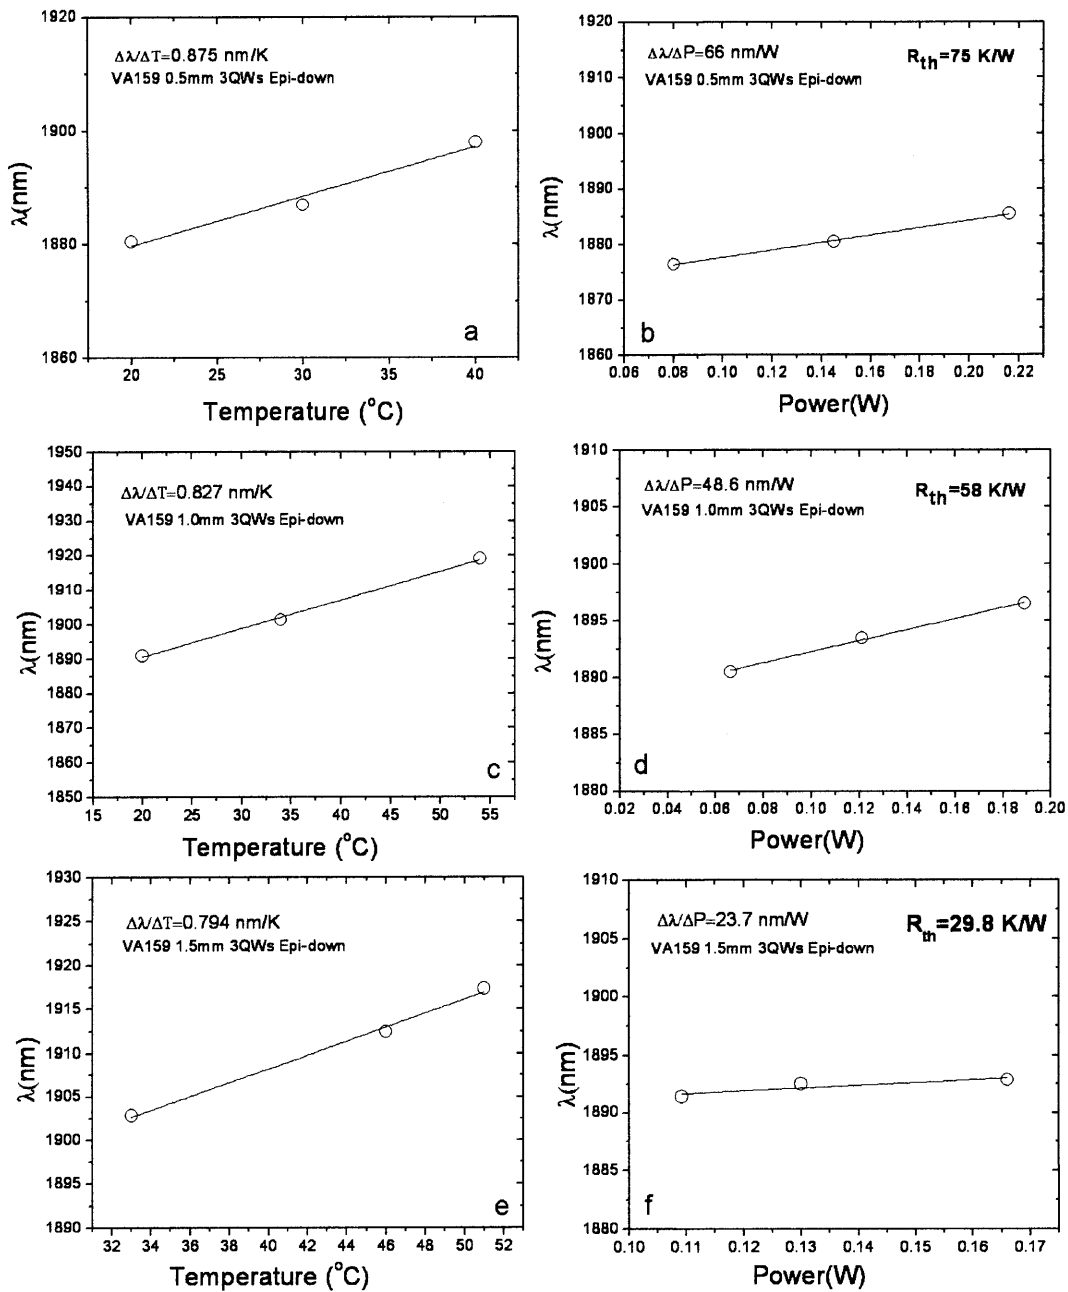 1920
1900
1880
1860
λ(nm)
Δλ/ΔT=0.875 nm/K
VA159 0.5mm 3QWs Epi-down
a
20 25 30 35 40
Temperature (°C)
1920
1910
1900
1890
1880
1870
1860
λ(nm)
Δλ/ΔP=66 nm/W
Rth=75 K/W
VA159 0.5mm 3QWs Epi-down
b
0.06 0.08 0.10 0.12 0.14 0.16 0.18 0.20 0.22
Power(W)
1950
1940
1930
1920
1910
1900
1890
1880
1870
1860
1850
λ(nm)
Δλ/ΔT=0.827 nm/K
VA159 1.0mm 3QWs Epi-down
c
15 20 25 30 35 40 45 50 55
Temperature (°C)
1910
1905
1900
1895
1890
1885
1880
λ(nm)
Δλ/ΔP=48.6 nm/W
Rth=58 K/W
VA159 1.0mm 3QWs Epi-down
d
0.02 0.04 0.06 0.08 0.10 0.12 0.14 0.16 0.18 0.20
Power(W)
1930
1925
1920
1915
1910
1905
1900
1895
1890
λ(nm)
Δλ/ΔT=0.794 nm/K
VA159 1.5mm 3QWs Epi-down
e
32 34 36 38 40 42 44 46 48 50 52
Temperature (°C)
1910
1905
1900
1895
1890
1885
1880
λ(nm)
Δλ/ΔP=23.7 nm/W
Rth=29.8 K/W
VA159 1.5mm 3QWs Epi-down
f
0.10 0.11 0.12 0.13 0.14 0.15 0.16 0.17
Power(W)